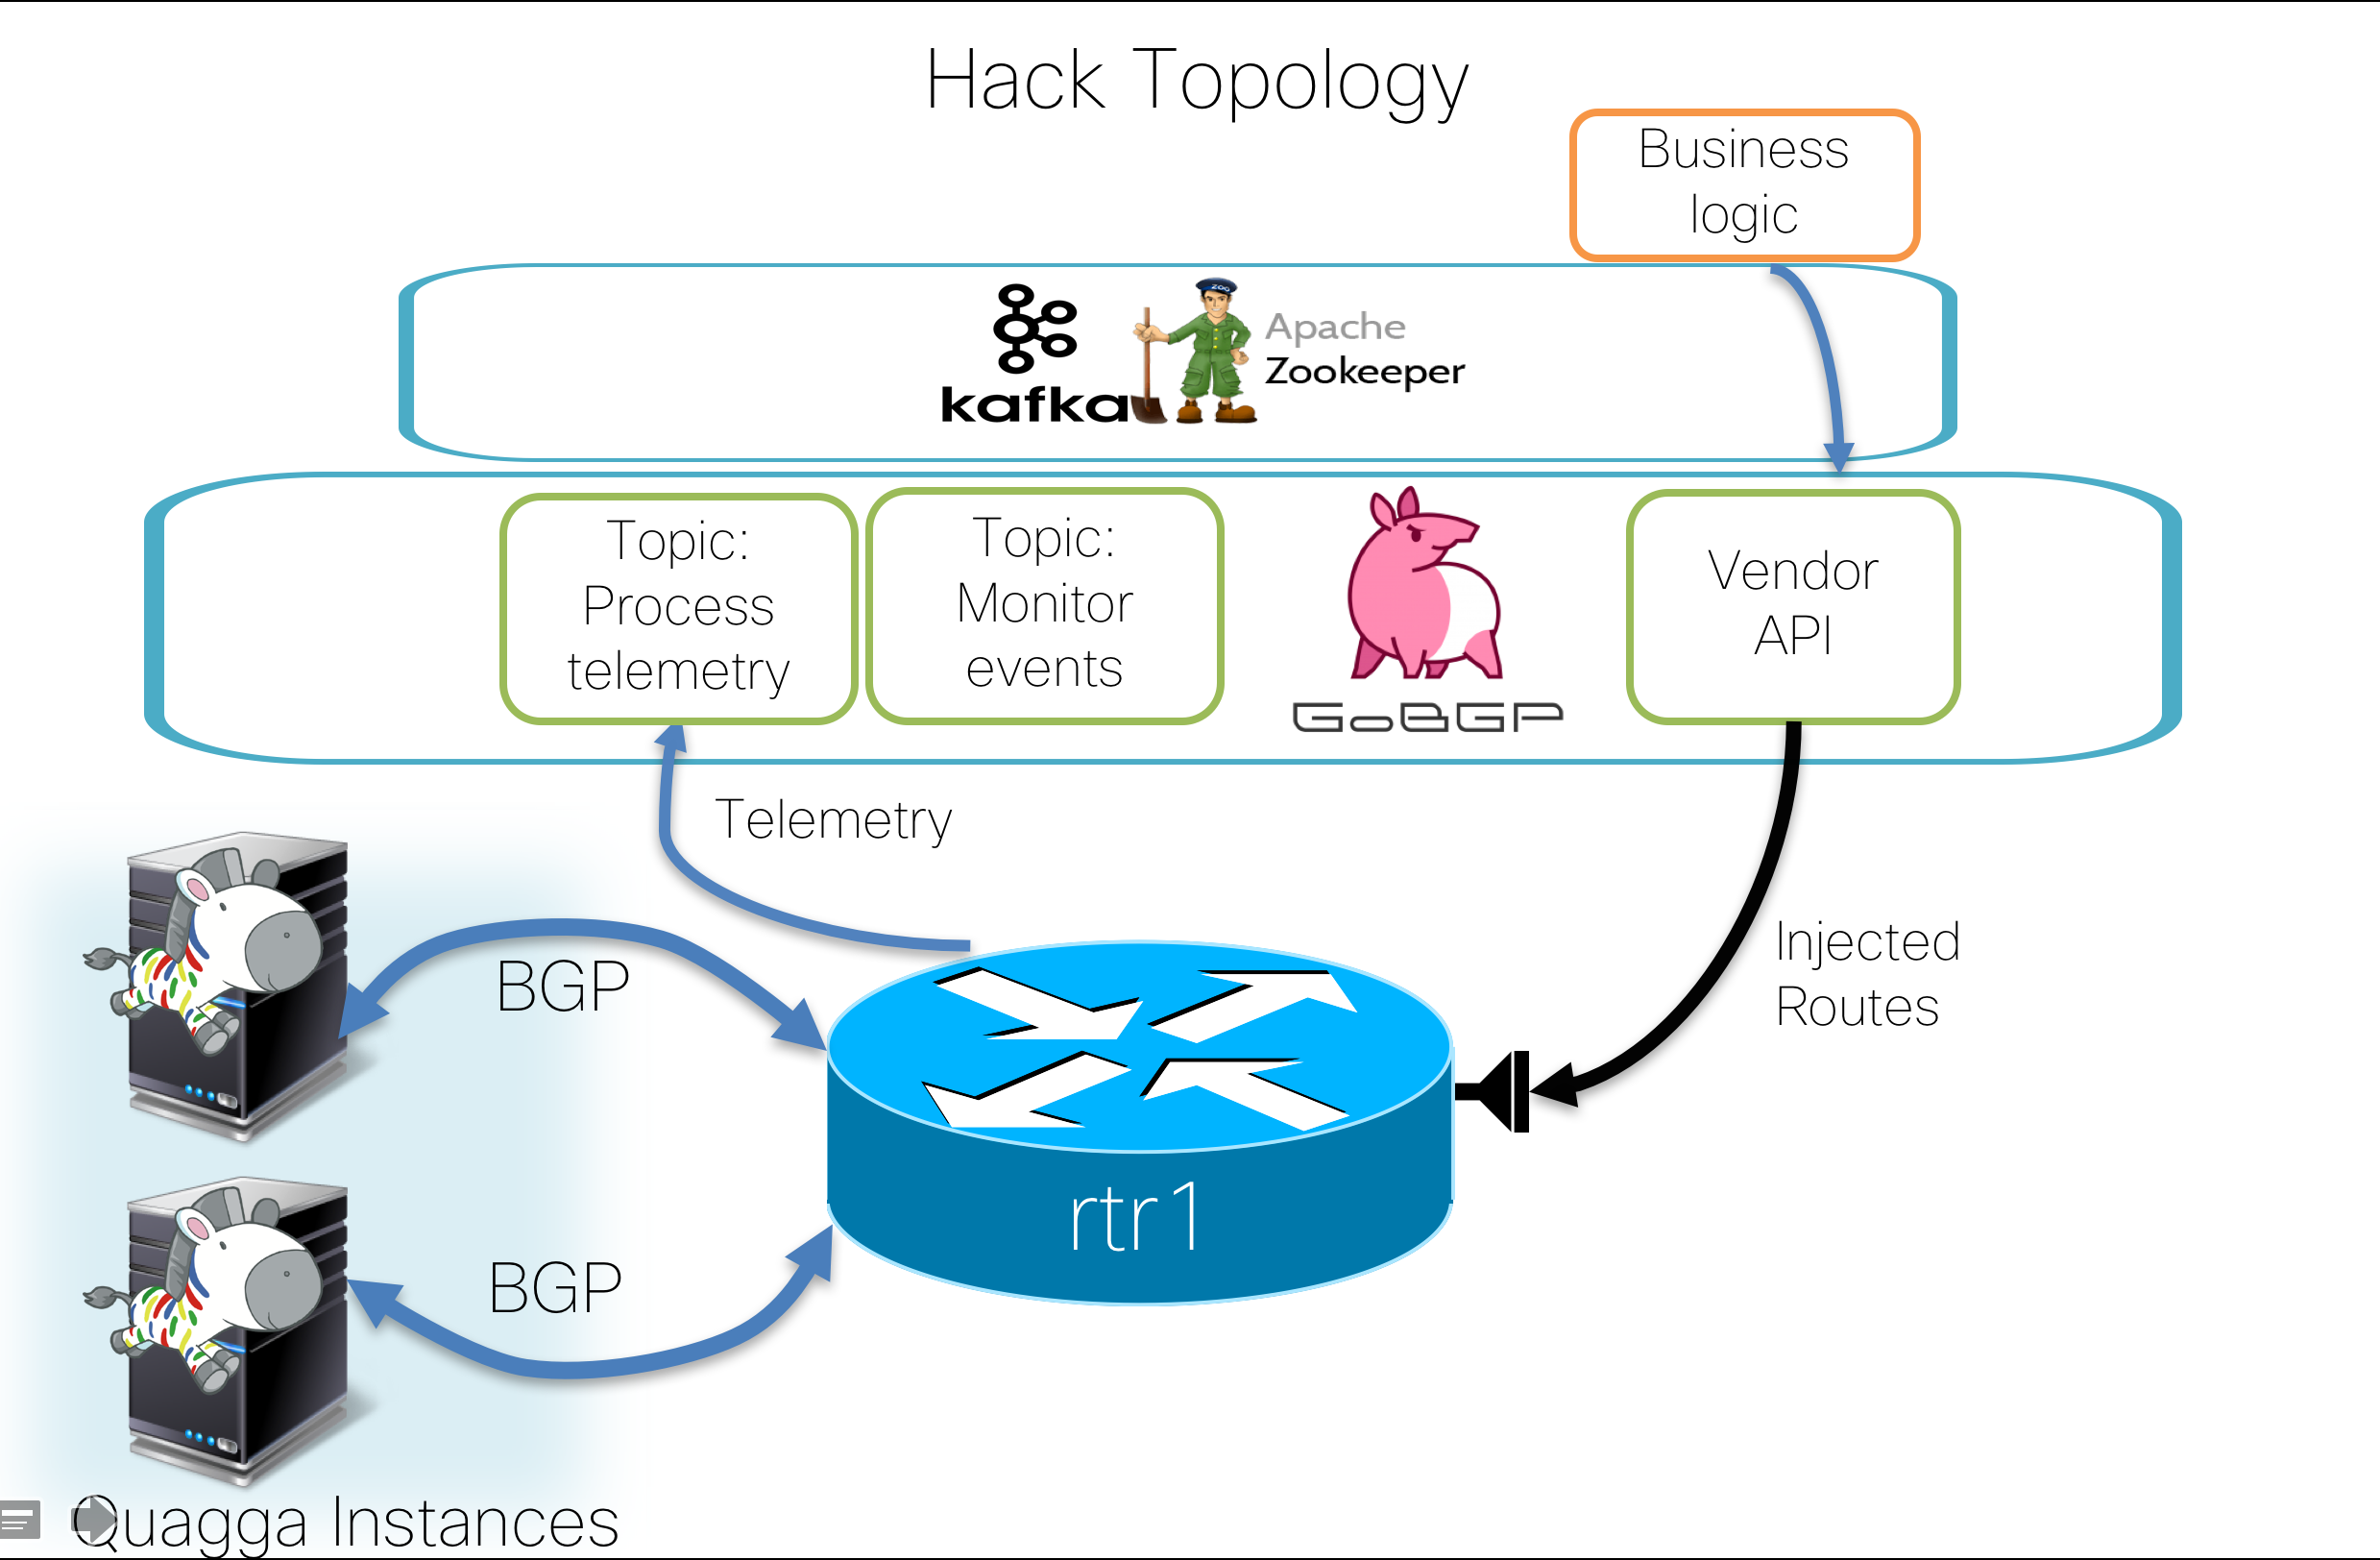 Hack Topology
Business
logic
ZOO
kafka
Apache
Zookeeper
Topic:
Process
telemetry
Topic:
Monitor
events
GoBGP
Vendor
API
Telemetry
BGP
Injected
Routes
rtr1
BGP
Quagga Instances